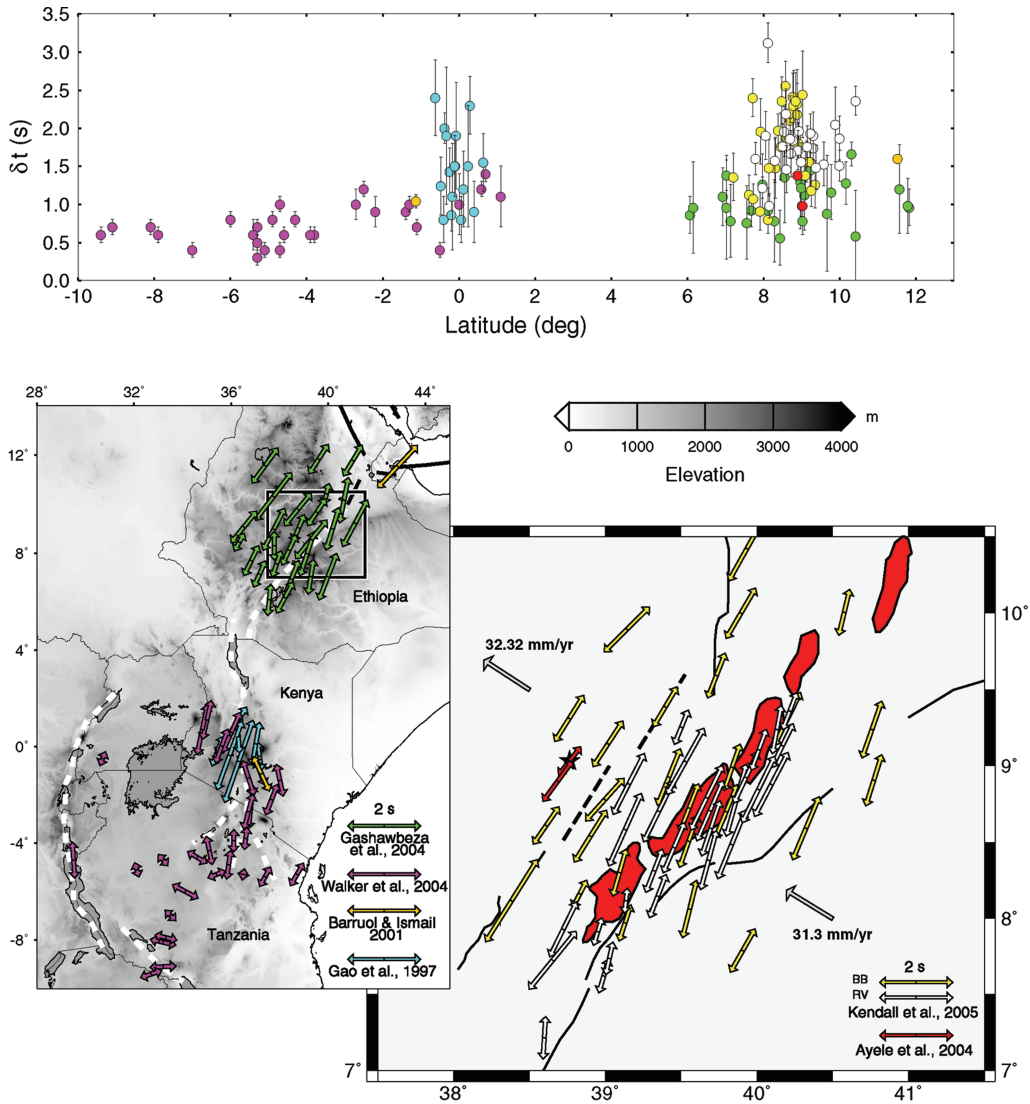 3.5
3.0
2.5
2.0
1.5
1.0
0.5
0.0
δt (s)
-10 -8 -6 -4 -2 0 2 4 6 8 10 12
Latitude (deg)
28° 32° 36° 40° 44°
12°
8°
4°
0°
-4°
-8°
Ethiopia
Kenya
Tanzania
2 s
Gashawbeza
et al., 2004
Walker et al., 2004
Barruol & Ismail
2001
Gao et al., 1997
m
0 1000 2000 3000 4000
Elevation
32.32 mm/yr
31.3 mm/yr
2 s
BB
RV
Kendall et al., 2005
Ayele et al., 2004
10°
9°
8°
7° 7°
38° 39° 40° 41°